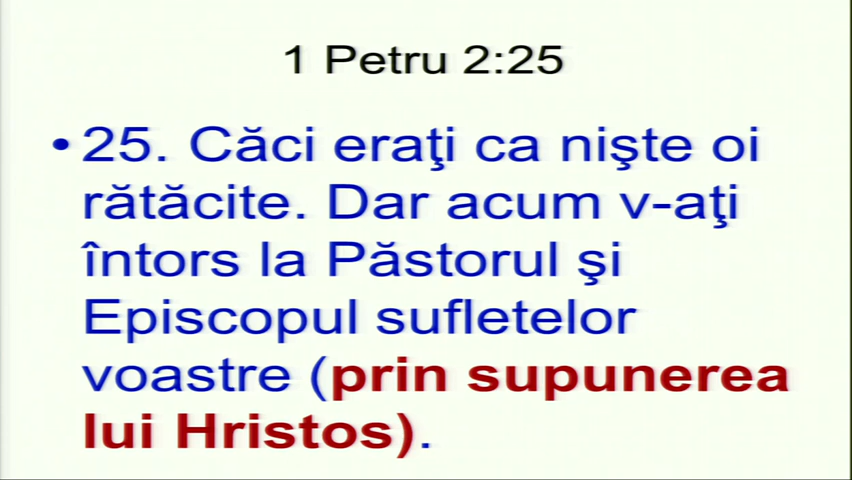 1 Petru 2:25
• 25. Căci eraţi ca nişte oi
rătăcite. Dar acum v-aţi
întors la Păstorul şi
Episcopul sufletelor
voastre (prin supunerea
lui Hristos).